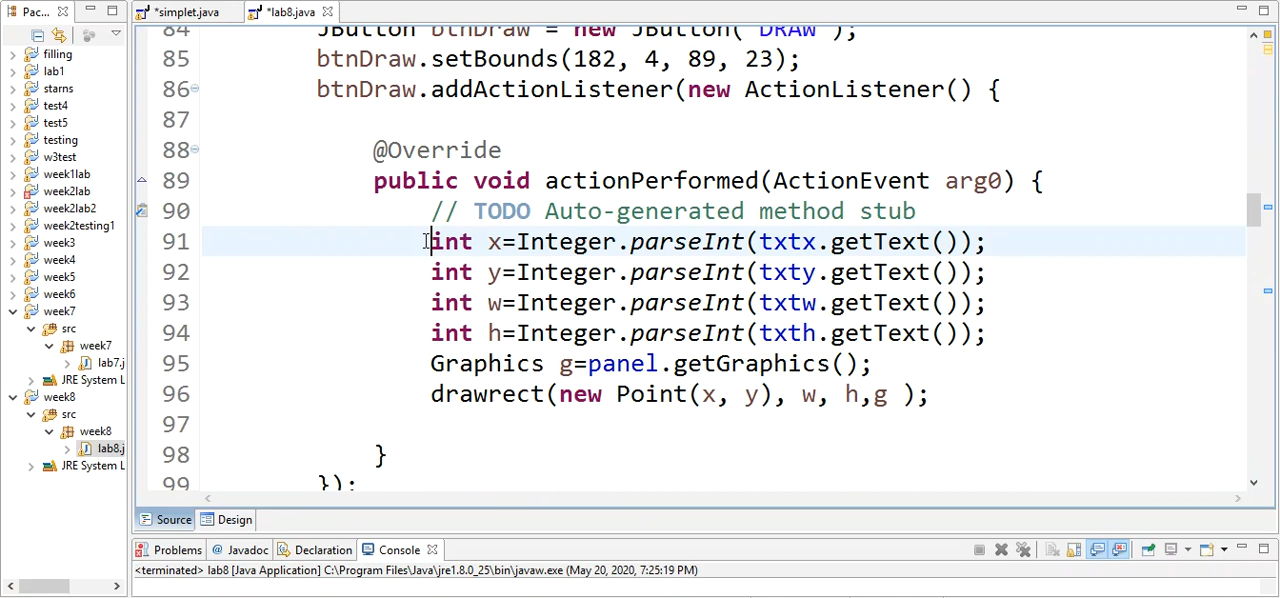 Pac...
*simplet.java
*lab8.java
filling
lab1
starns
test4
test5
testing
w3test
week1lab
week2lab
week2lab2
week2testing1
week3
week4
week5
week6
week7
src
week7
lab7.j
JRE System L
week8
src
week8
lab8.j
JRE System L
84 JButton btnDraw = new JButton("DRAW");
85 btnDraw.setBounds(182, 4, 89, 23);
86 btnDraw.addActionListener(new ActionListener() {
87
88 @Override
89 public void actionPerformed(ActionEvent arg0) {
90 // TODO Auto-generated method stub
91 int x=Integer.parseInt(txtx.getText());
92 int y=Integer.parseInt(txty.getText());
93 int w=Integer.parseInt(txtw.getText());
94 int h=Integer.parseInt(txth.getText());
95 Graphics g=panel.getGraphics();
96 drawrect(new Point(x, y), w, h,g );
97
98 }
99 });
Source Design
Problems @ Javadoc Declaration Console
<terminated> lab8 [Java Application] C:\Program Files\Java\jre1.8.0_25\bin\javaw.exe (May 20, 2020, 7:25:19 PM)